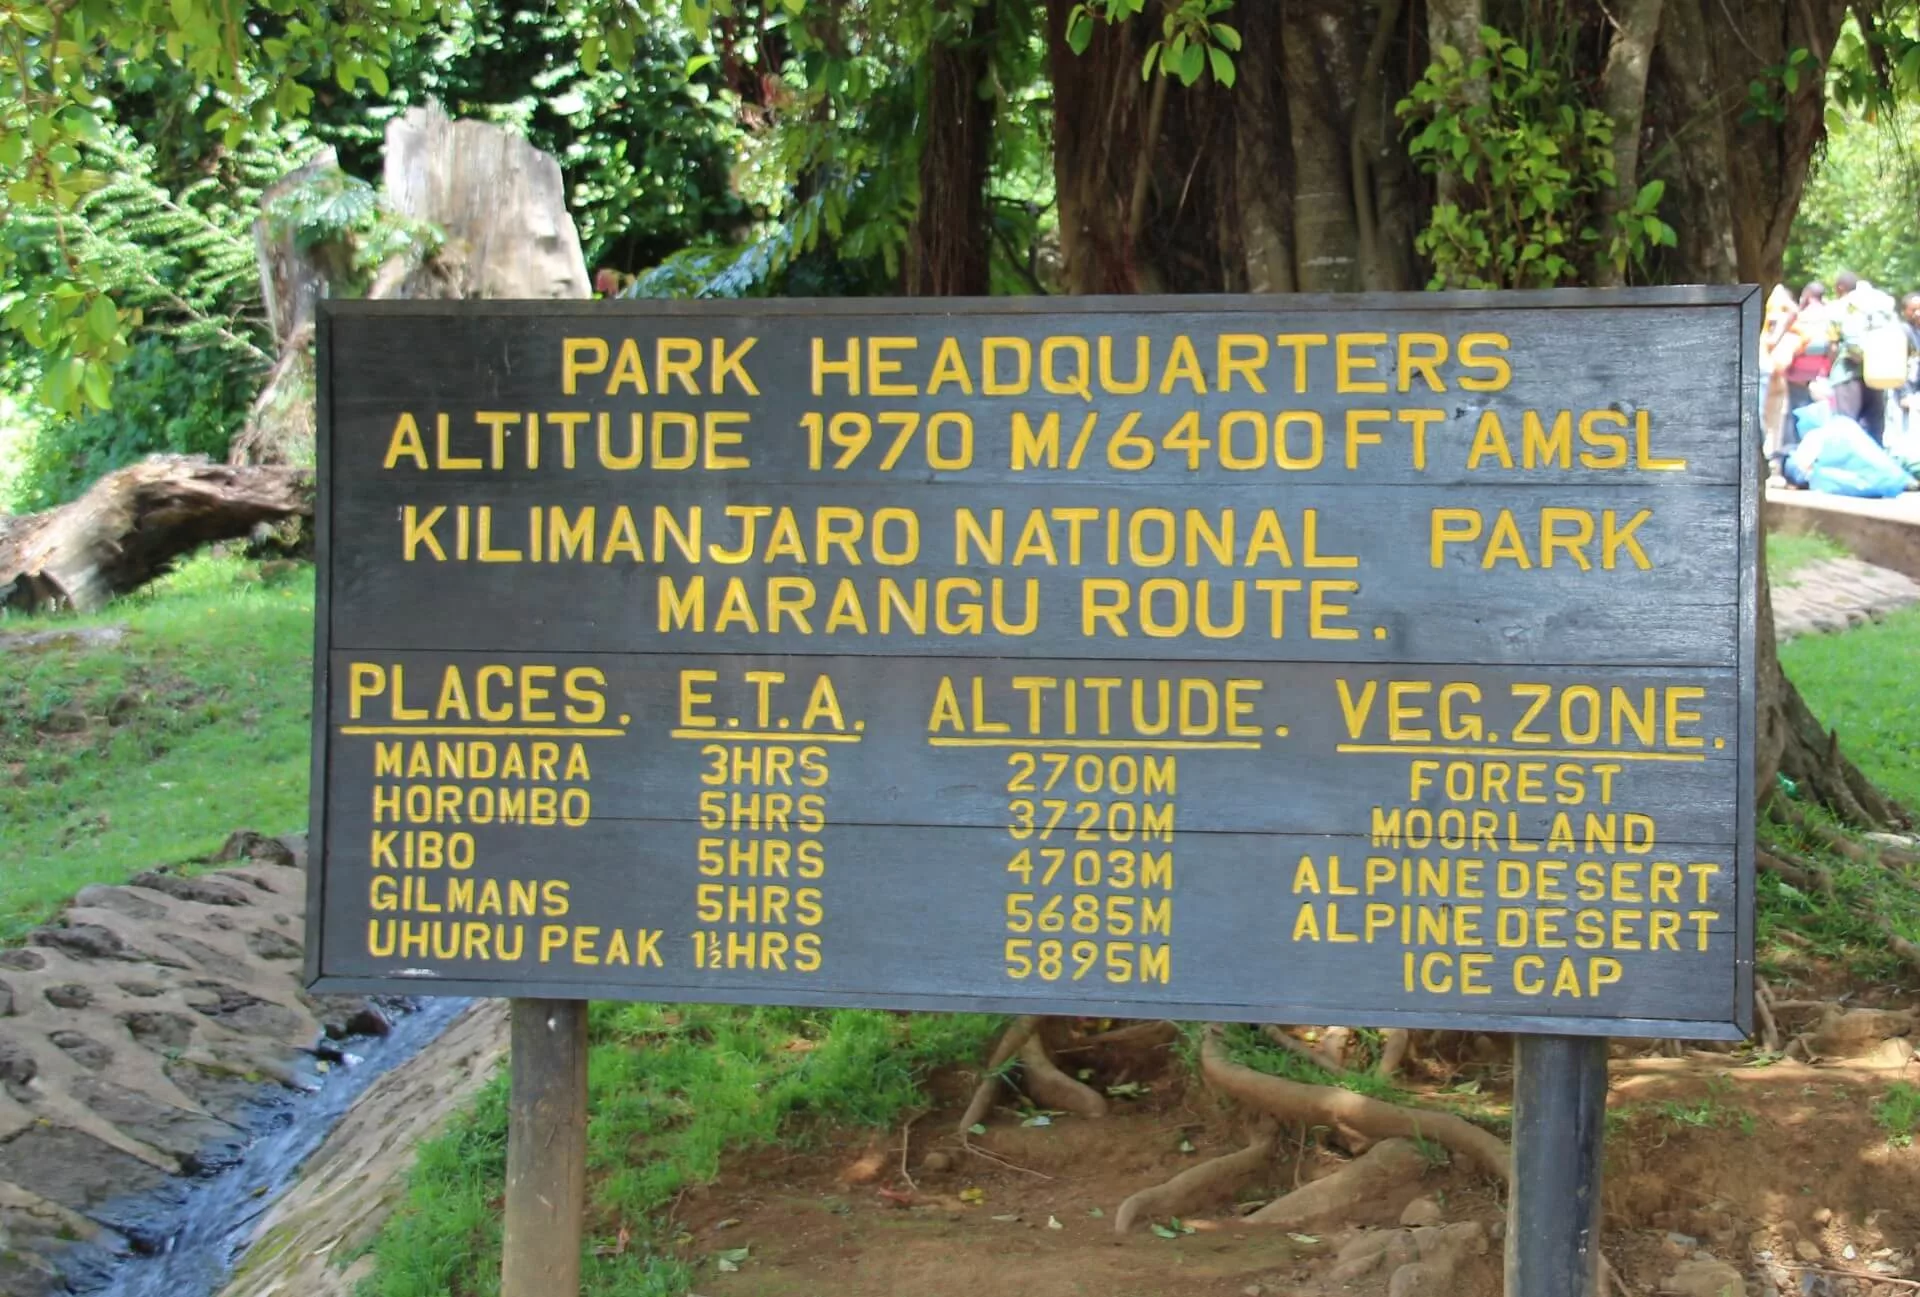 PARK HEADQUARTERS
ALTITUDE 1970 M/6400 FT AMSL
KILIMANJARO NATIONAL PARK
MARANGU ROUTE.
PLACES. E.T.A. ALTITUDE. VEG. ZONE.
MANDARA 3HRS 2700M FOREST
HOROMBO 5HRS 3720M MOORLAND
KIBO 5HRS 4703M ALPINE DESERT
GILMANS 5HRS 5685M ALPINE DESERT
UHURU PEAK 1½HRS 5895M ICE CAP